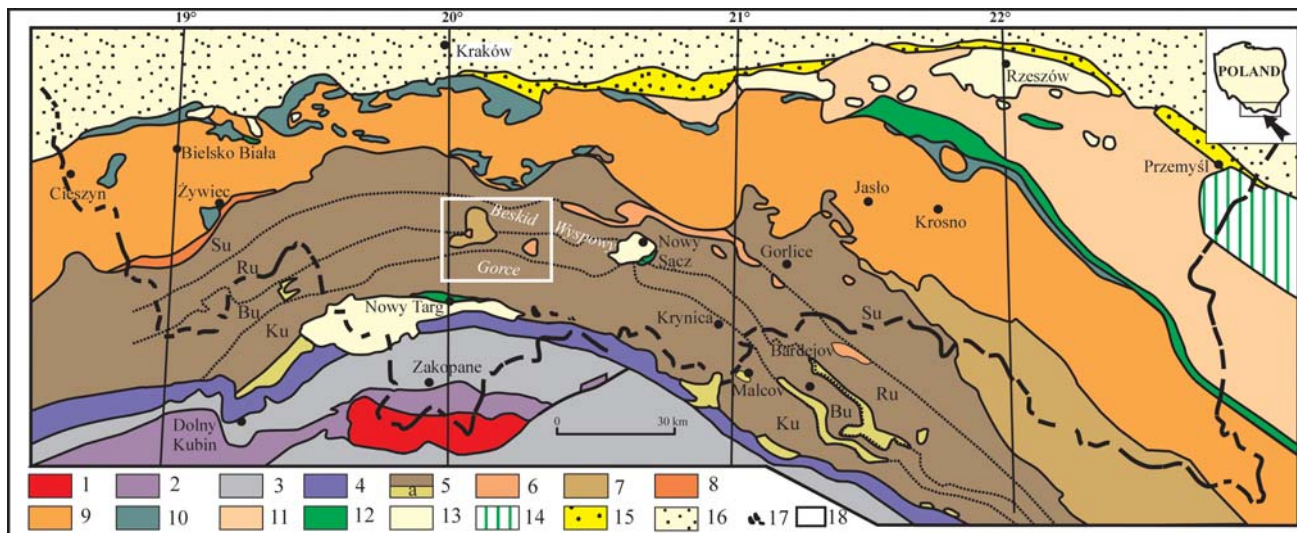 19° 20° 21° 22°
Kraków
Rzeszów
POLAND
Bielsko Biała
Przemyśl
Cieszyn
Żywiec
Jasło
Krosno
Beskid
Wyspowy
Su
Nowy
Sącz
Gorlice
Ru
Gorce
Bu
Nowy Targ
Krynica
Su
Ku
Bardejov
Zakopane
Malcov
Ru
Bu
Dolny
Kubin
Ku
0 30 km
1 2 3 4 a 5 6 7 8
9 10 11 12 13 14 15 16 17 18